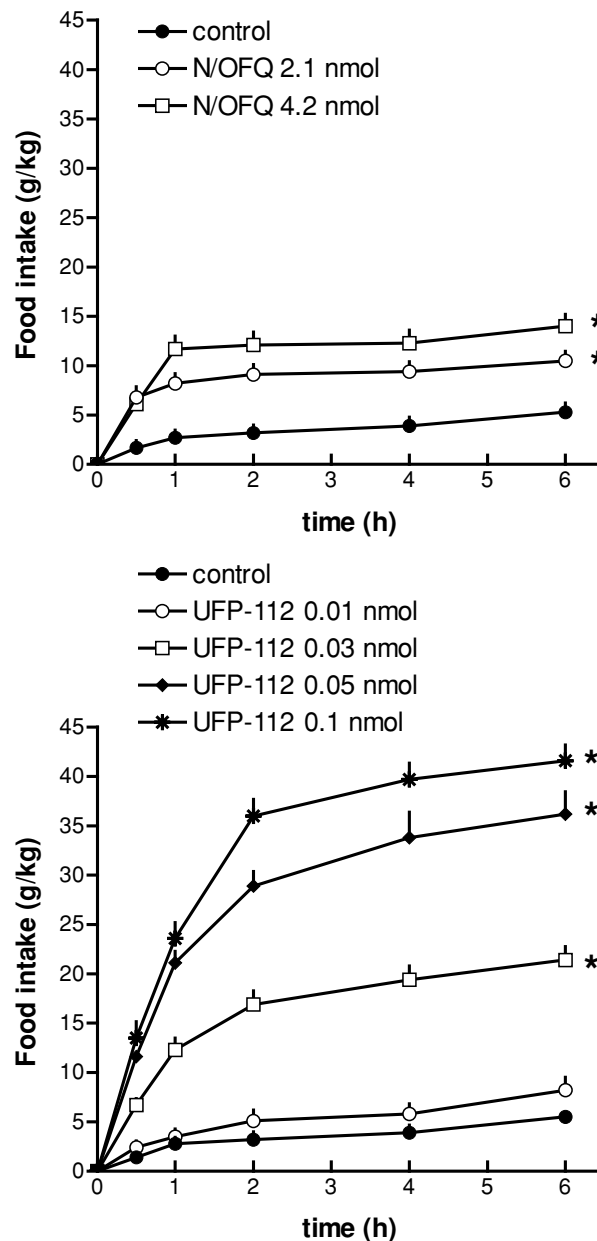 control
N/OFQ 2.1 nmol
N/OFQ 4.2 nmol
45
40
35
30
25
20
15
10
5
0
Food intake (g/kg)
*
*
0 1 2 3 4 5 6
time (h)
control
UFP-112 0.01 nmol
UFP-112 0.03 nmol
UFP-112 0.05 nmol
UFP-112 0.1 nmol
45
40
35
30
25
20
15
10
5
0
Food intake (g/kg)
*
*
*
0 1 2 3 4 5 6
time (h)